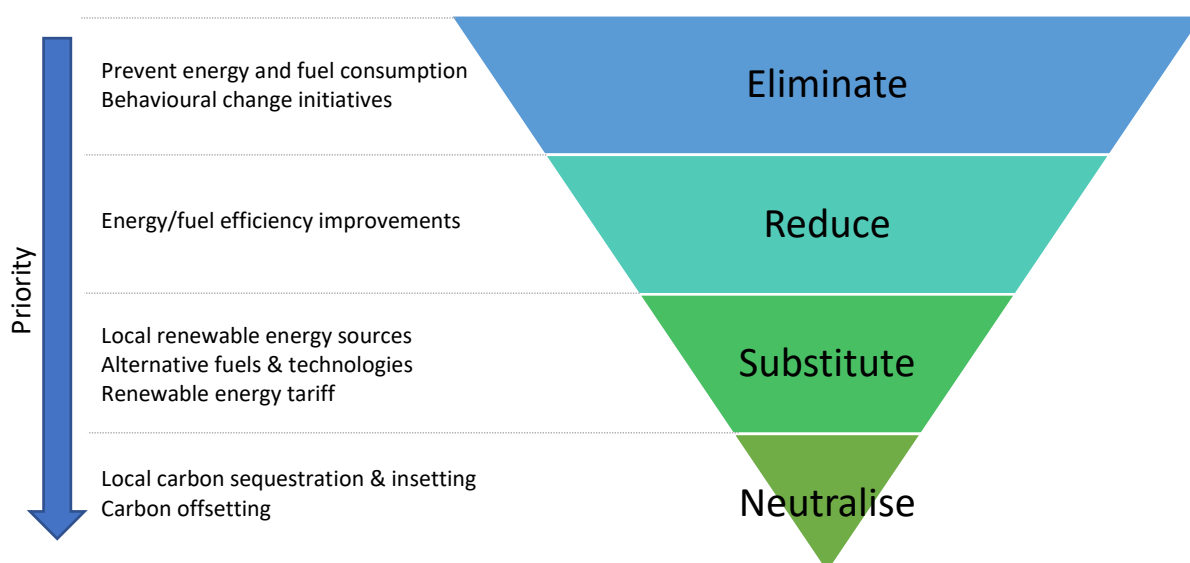 Priority
Prevent energy and fuel consumption
Behavioural change initiatives
Eliminate
Energy/fuel efficiency improvements
Reduce
Local renewable energy sources
Alternative fuels & technologies
Renewable energy tariff
Substitute
Local carbon sequestration & insetting
Carbon offsetting
Neutralise